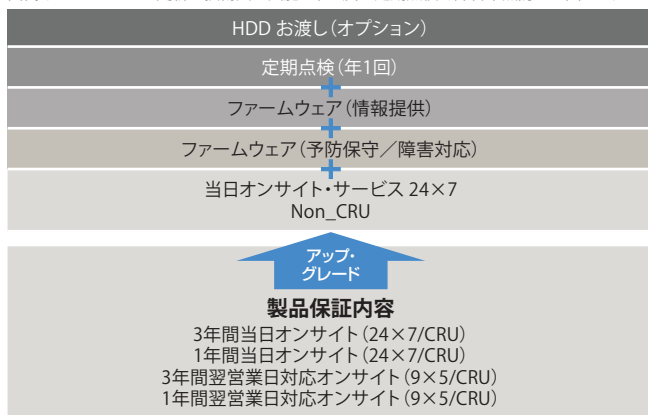 HDD お渡し（オプション）
定期点検（年1回）
ファームウェア（情報提供）
ファームウェア（予防保守／障害対応）
当日オンサイト・サービス 24×7
Non_CRU
アップ・
グレード
製品保証内容
3年間当日オンサイト（24×7/CRU）
1年間当日オンサイト（24×7/CRU）
3年間翌営業日対応オンサイト（9×5/CRU）
1年間翌営業日対応オンサイト（9×5/CRU）